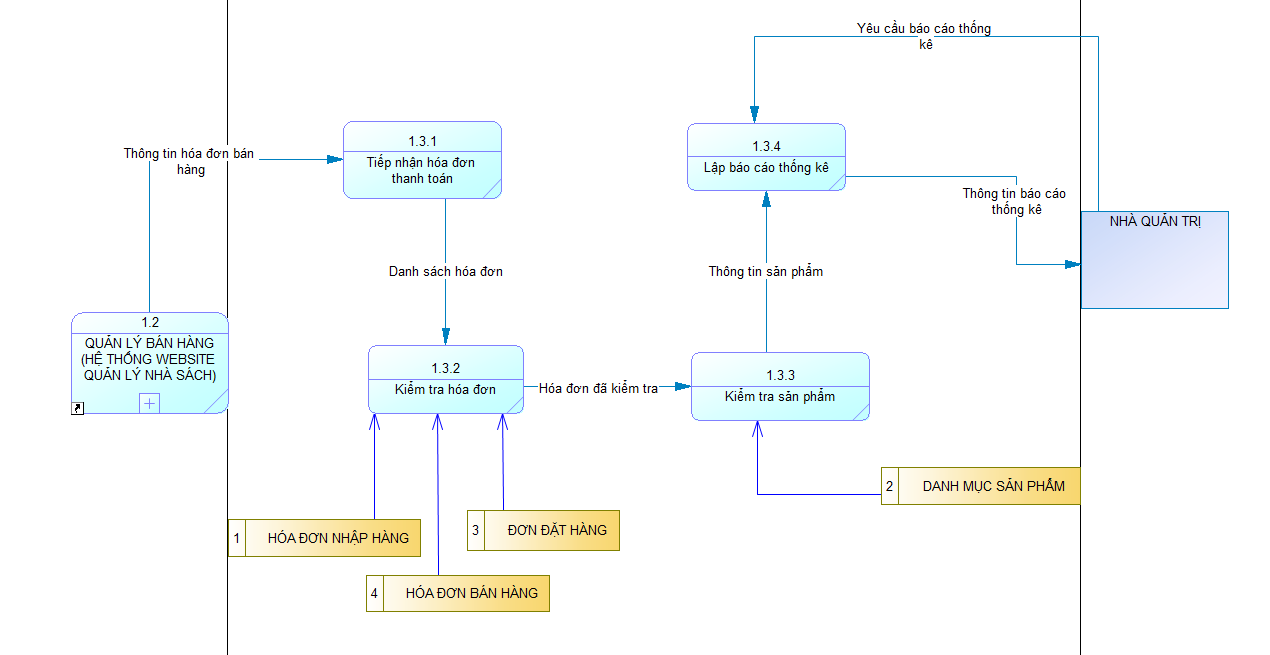 Yêu cầu báo cáo thống
kê
Thông tin hóa đơn bán
hàng
1.3.1
Tiếp nhận hóa đơn
thanh toán
1.3.4
Lập báo cáo thống kê
Thông tin báo cáo
thống kê
NHÀ QUẢN TRỊ
Danh sách hóa đơn
Thông tin sản phẩm
1.2
QUẢN LÝ BÁN HÀNG
(HỆ THỐNG WEBSITE
QUẢN LÝ NHÀ SÁCH)
1.3.2
Kiểm tra hóa đơn
Hóa đơn đã kiểm tra
1.3.3
Kiểm tra sản phẩm
2 DANH MỤC SẢN PHẨM
1 HÓA ĐƠN NHẬP HÀNG
3 ĐƠN ĐẶT HÀNG
4 HÓA ĐƠN BÁN HÀNG